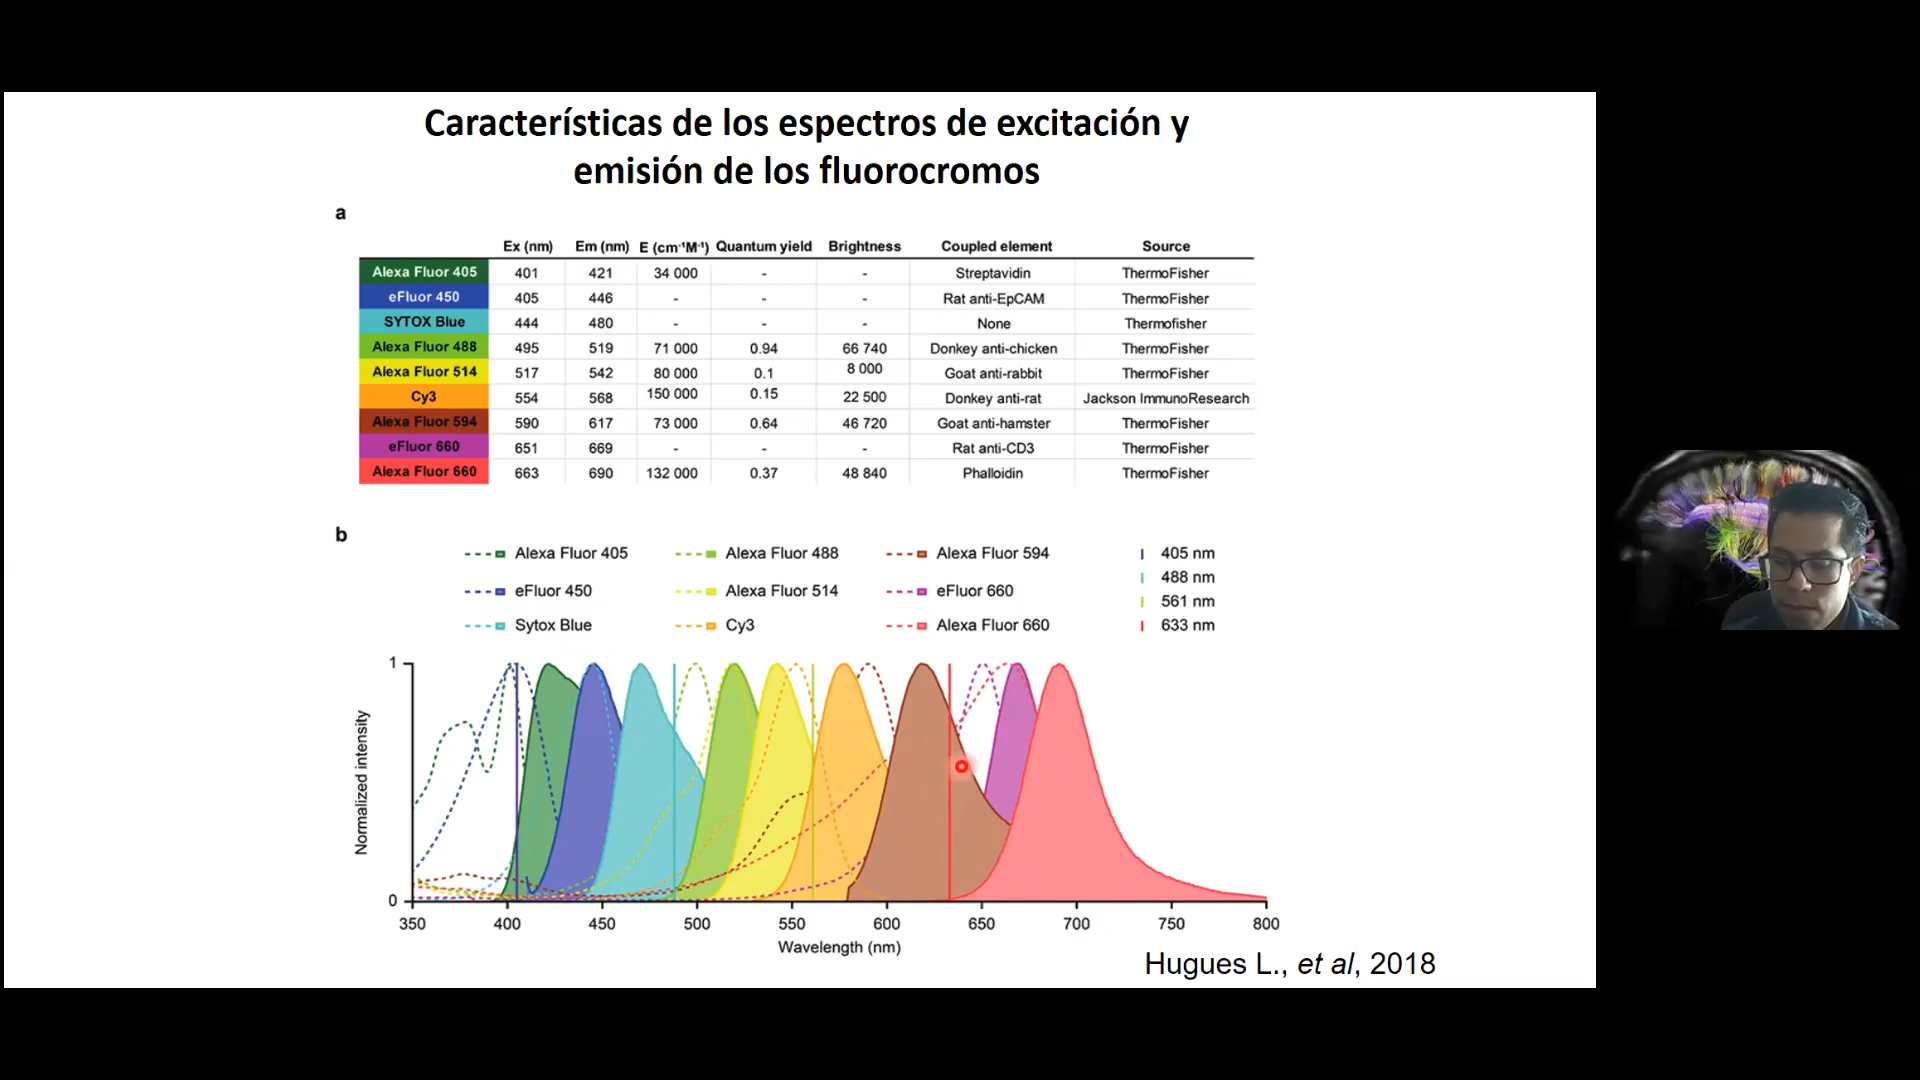 Características de los espectros de excitación y
emisión de los fluorocromos
a
Ex (nm) Em (nm) E (cm⁻¹M⁻¹) Quantum yield Brightness Coupled element Source
Alexa Fluor 405 401 421 34 000 - - Streptavidin ThermoFisher
eFluor 450 405 446 - - - Rat anti-EpCAM ThermoFisher
SYTOX Blue 444 480 - - - None Thermofisher
Alexa Fluor 488 495 519 71 000 0.94 66 740 Donkey anti-chicken ThermoFisher
Alexa Fluor 514 517 542 80 000 0.1 8 000 Goat anti-rabbit ThermoFisher
Cy3 554 568 150 000 0.15 22 500 Donkey anti-rat Jackson ImmunoResearch
Alexa Fluor 594 590 617 73 000 0.64 46 720 Goat anti-hamster ThermoFisher
eFluor 660 651 669 - - - Rat anti-CD3 ThermoFisher
Alexa Fluor 660 663 690 132 000 0.37 48 840 Phalloidin ThermoFisher
b
Alexa Fluor 405 Alexa Fluor 488 Alexa Fluor 594 405 nm
488 nm
eFluor 450 Alexa Fluor 514 eFluor 660
561 nm
Sytox Blue Cy3 Alexa Fluor 660 633 nm
1
Normalized intensity
0
350 400 450 500 550 600 650 700 750 800
Wavelength (nm)
Hugues L., et al, 2018